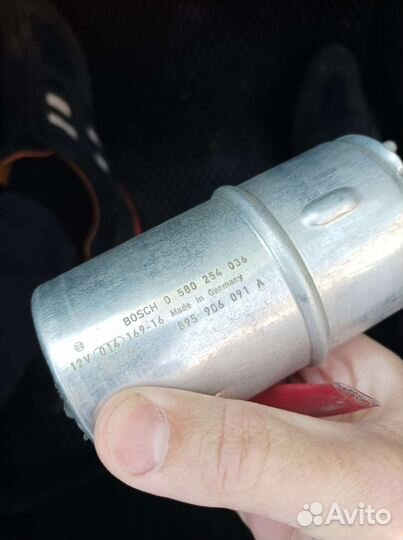 BOSCH 0 580 254 036
12V 014 169-16 Made in Germany
895 906 091 A
Avito